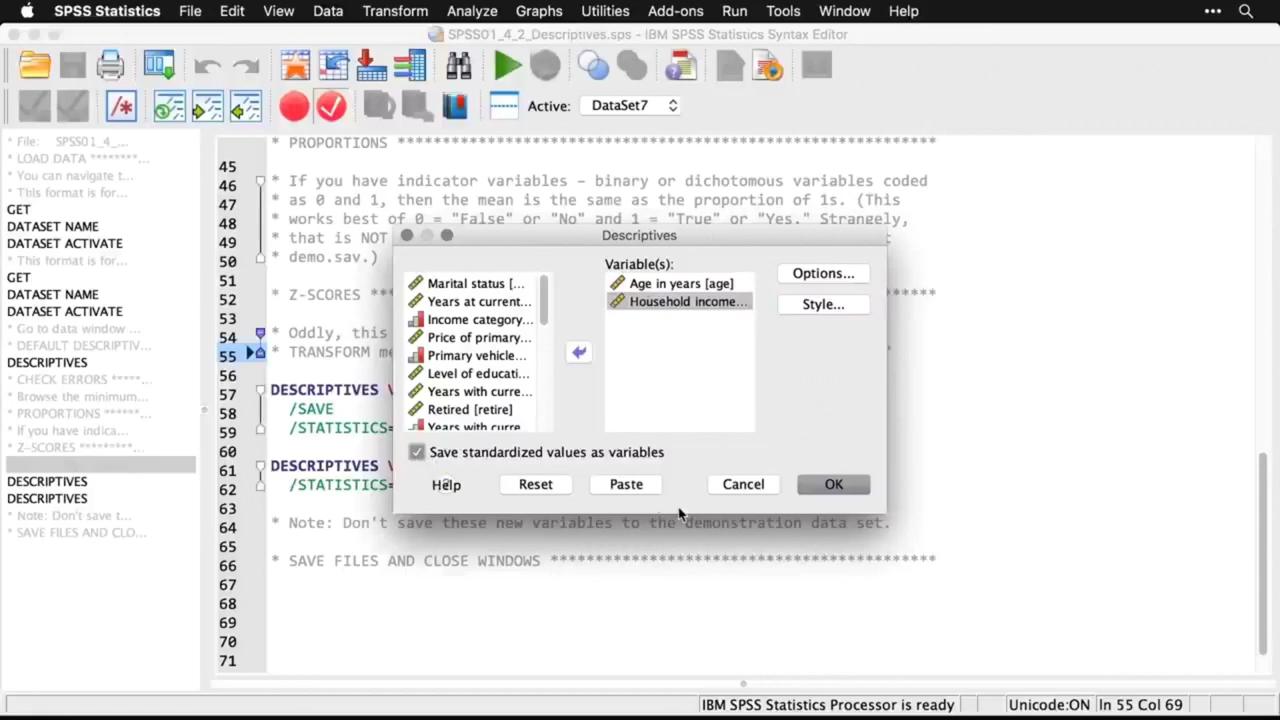 SPSS Statistics File Edit View Data Transform Analyze Graphs Utilities Add-ons Run Tools Window Help
SPSS01_4_2_Descriptives.sps - IBM SPSS Statistics Syntax Editor
Active: DataSet7
* File: SPSS01_4_...
* LOAD DATA ********...
* You can navigate t...
* This format is for...
GET
DATASET NAME
DATASET ACTIVATE
* This format is for...
GET
DATASET NAME
DATASET ACTIVATE
* Go to data window ...
* DEFAULT DESCRIPTIV...
DESCRIPTIVES
* CHECK ERRORS *****...
* Browse the minimum...
* PROPORTIONS ******...
* If you have indica...
* Z-SCORES *********...
DESCRIPTIVES
DESCRIPTIVES
* Note: Don't save t...
* SAVE FILES AND CLO...
* PROPORTIONS ************************************************************
45
46 * If you have indicator variables – binary or dichotomous variables coded
47 * as 0 and 1, then the mean is the same as the proportion of 1s. (This
48 * works best of 0 = "False" or "No" and 1 = "True" or "Yes." Strangely,
49 * that is NOT
50 * demo.sav.)
51
52 * Z-SCORES ***
53
54 * Oddly, this
55 * TRANSFORM me
56
57 DESCRIPTIVES
58 /SAVE
59 /STATISTICS=
60
61 DESCRIPTIVES
62 /STATISTICS=
63
64 * Note: Don't save these new variables to the demonstration data set.
65
66 * SAVE FILES AND CLOSE WINDOWS *******************************************
67
68
69
70
71
Descriptives
Variable(s):
Marital status [...
Years at current...
Income category...
Price of primary...
Primary vehicle...
Level of educati...
Years with curre...
Retired [retire]
Years with curre
Age in years [age]
Household income...
Options...
Style...
Save standardized values as variables
Help Reset Paste Cancel OK
IBM SPSS Statistics Processor is ready Unicode:ON In 55 Col 69